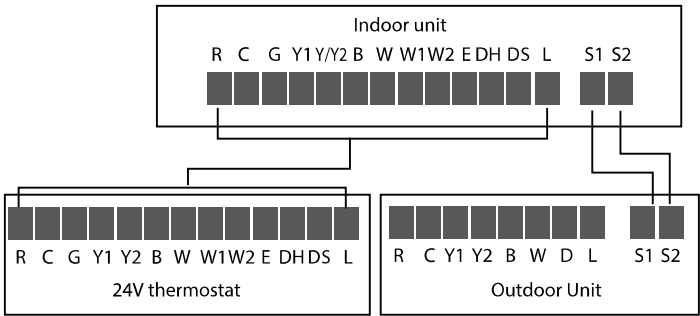 Indoor unit
R C G Y1 Y/Y2 B W W1 W2 E DH DS L S1 S2
R C G Y1 Y2 B W W1 W2 E DH DS L
24V thermostat
R C Y1 Y2 B W D L S1 S2
Outdoor Unit